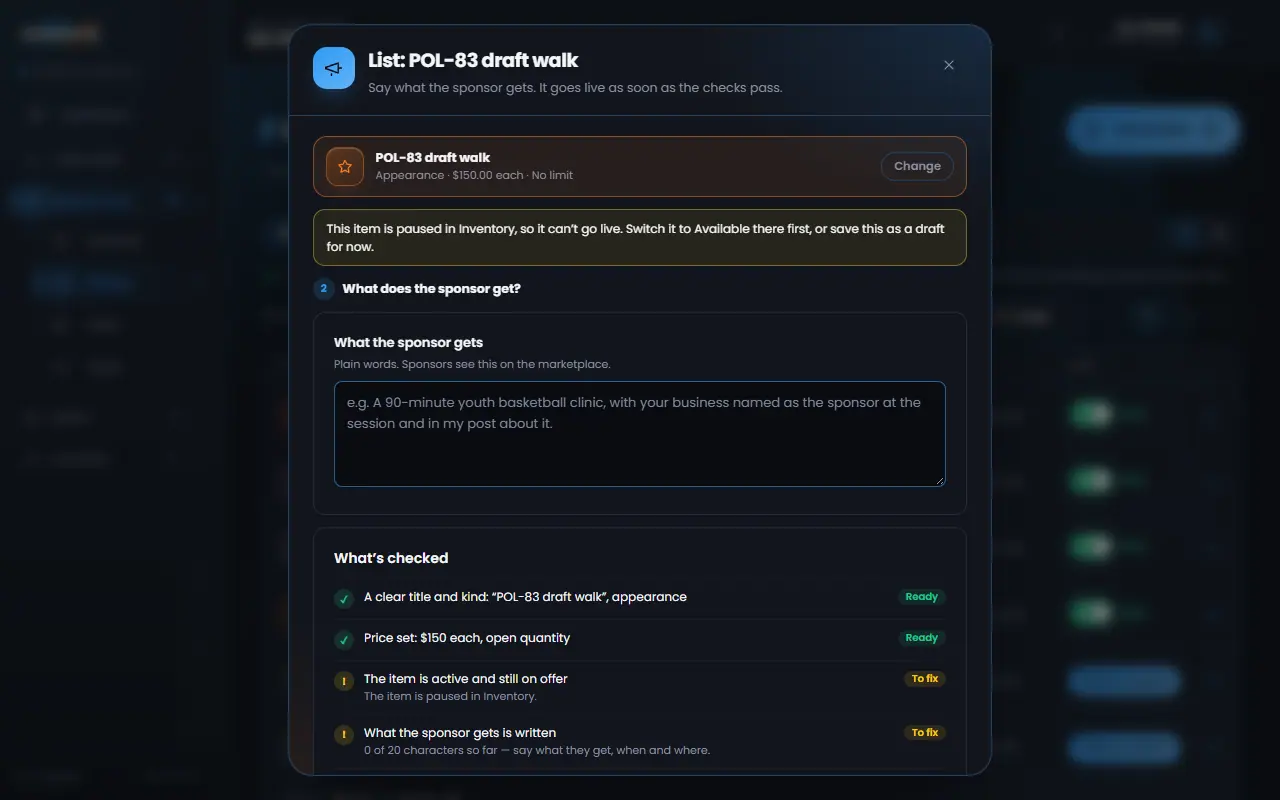 List: POL-83 draft walk
Say what the sponsor gets. It goes live as soon as the checks pass.
POL-83 draft walk
Appearance · $150.00 each · No limit
Change
This item is paused in Inventory, so it can’t go live. Switch it to Available there first, or save this as a draft
for now.
2 What does the sponsor get?
What the sponsor gets
Plain words. Sponsors see this on the marketplace.
e.g. A 90-minute youth basketball clinic, with your business named as the sponsor at the
session and in my post about it.
What’s checked
A clear title and kind: “POL-83 draft walk”, appearance
Ready
Price set: $150 each, open quantity
Ready
The item is active and still on offer
To fix
The item is paused in Inventory.
What the sponsor gets is written
To fix
0 of 20 characters so far — say what they get, when and where.